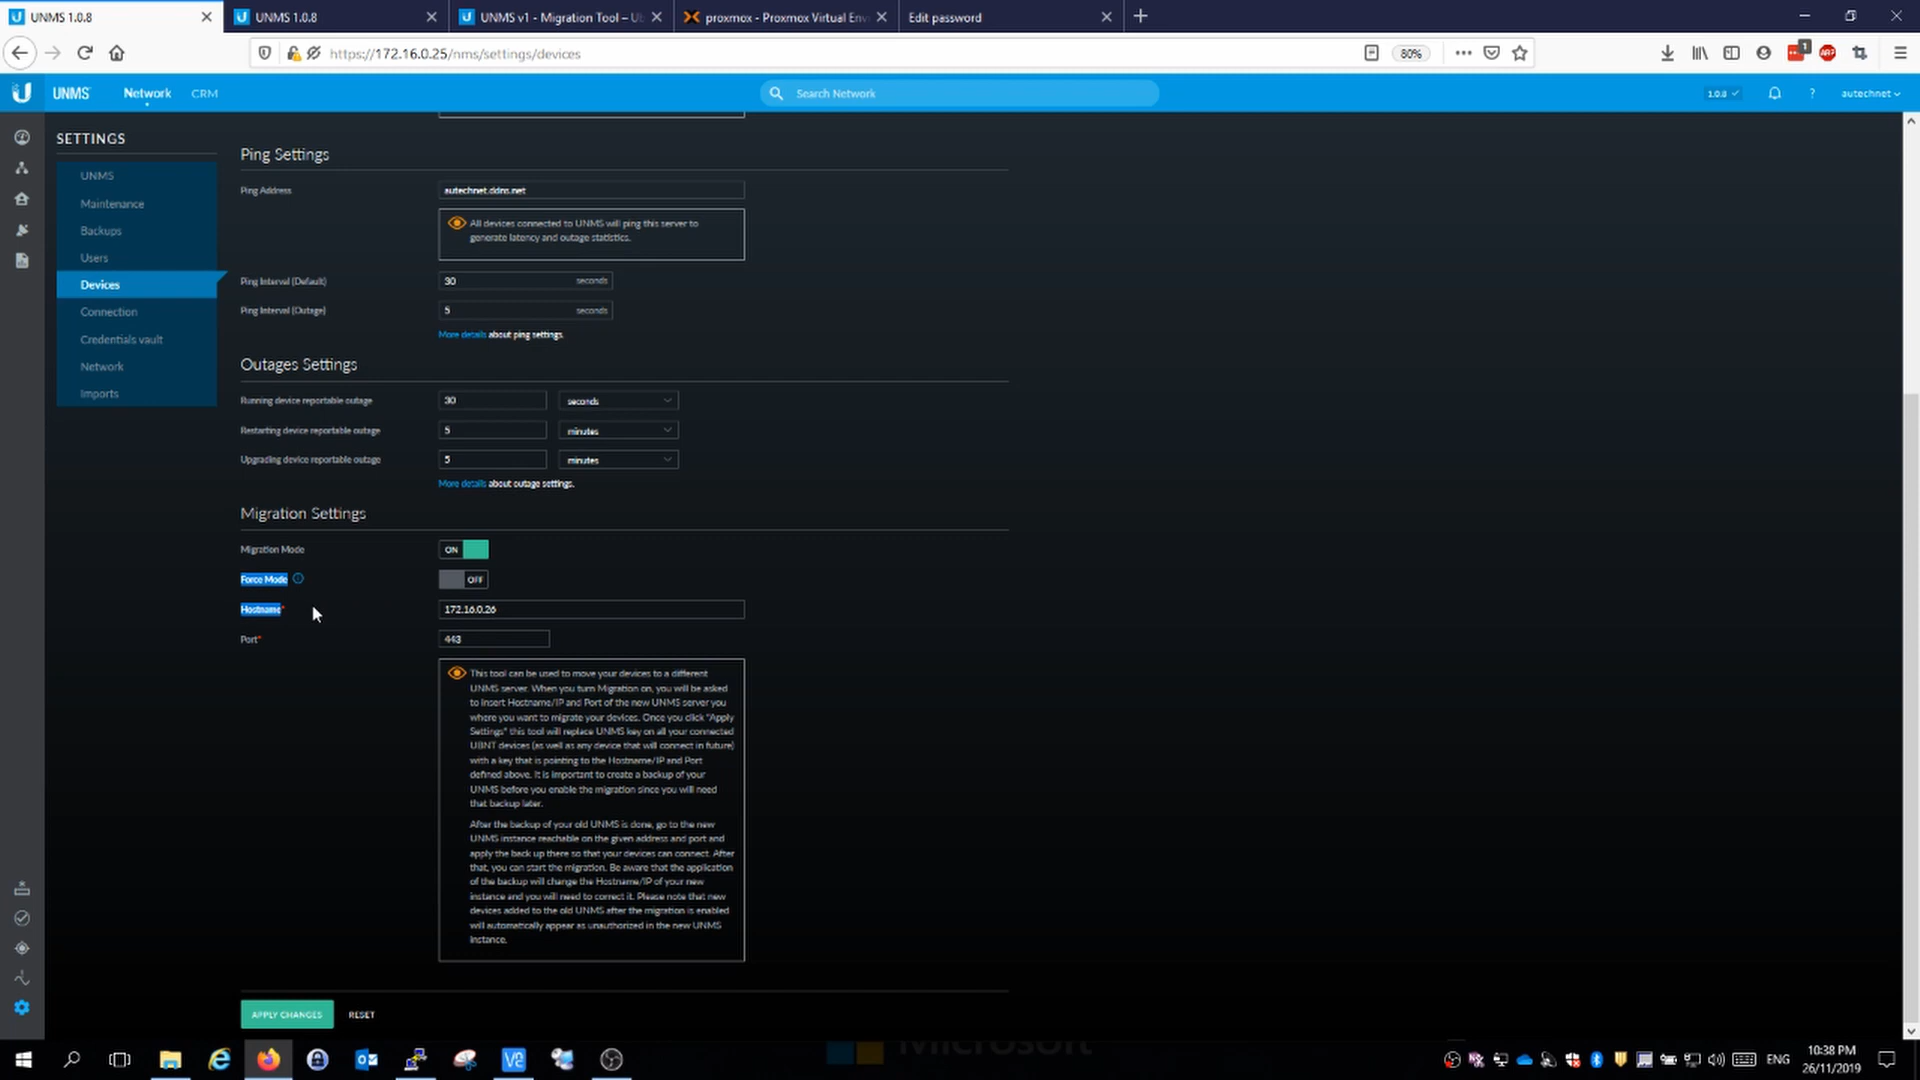 UNMS 1.0.8
UNMS 1.0.8
UNMS v1 - Migration Tool – U
proxmox - Proxmox Virtual Env
Edit password
https://172.16.0.25/nms/settings/devices
80%
1
UNMS
Network
CRM
Search Network
1.0.8
?
autechnet
SETTINGS
UNMS
Maintenance
Backups
Users
Devices
Connection
Credentials vault
Network
Imports
Ping Settings
Ping Address
autechnet.ddns.net
All devices connected to UNMS will ping this server to
generate latency and outage statistics.
Ping Interval (Default)
30
seconds
Ping Interval (Outage)
5
seconds
More details about ping settings.
Outages Settings
Running device reportable outage
30
seconds
Restarting device reportable outage
5
minutes
Upgrading device reportable outage
5
minutes
More details about outage settings.
Migration Settings
Migration Mode
ON
Force Mode
OFF
Hostname*
172.16.0.26
Port*
443
This tool can be used to move your devices to a different
UNMS server. When you turn Migration on, you will be asked
to insert Hostname/IP and Port of the new UNMS server you
where you want to migrate your devices. Once you click "Apply
Settings" this tool will replace UNMS key on all your connected
UBNT devices (as well as any device that will connect in future)
with a key that is pointing to the Hostname/IP and Port
defined above. It is important to create a backup of your
UNMS before you enable the migration since you will need
that backup later.
After the backup of your old UNMS is done, go to the new
UNMS instance reachable on the given address and port and
apply the back up there so that your devices can connect. After
that, you can start the migration. Be aware that the application
of the backup will change the Hostname/IP of your new
instance and you will need to correct it. Please note that new
devices added to the old UNMS after the migration is enabled
will automatically appear as unauthorized in the new UNMS
instance.
APPLY CHANGES
RESET
Microsoft
ENG
10:38 PM
26/11/2019